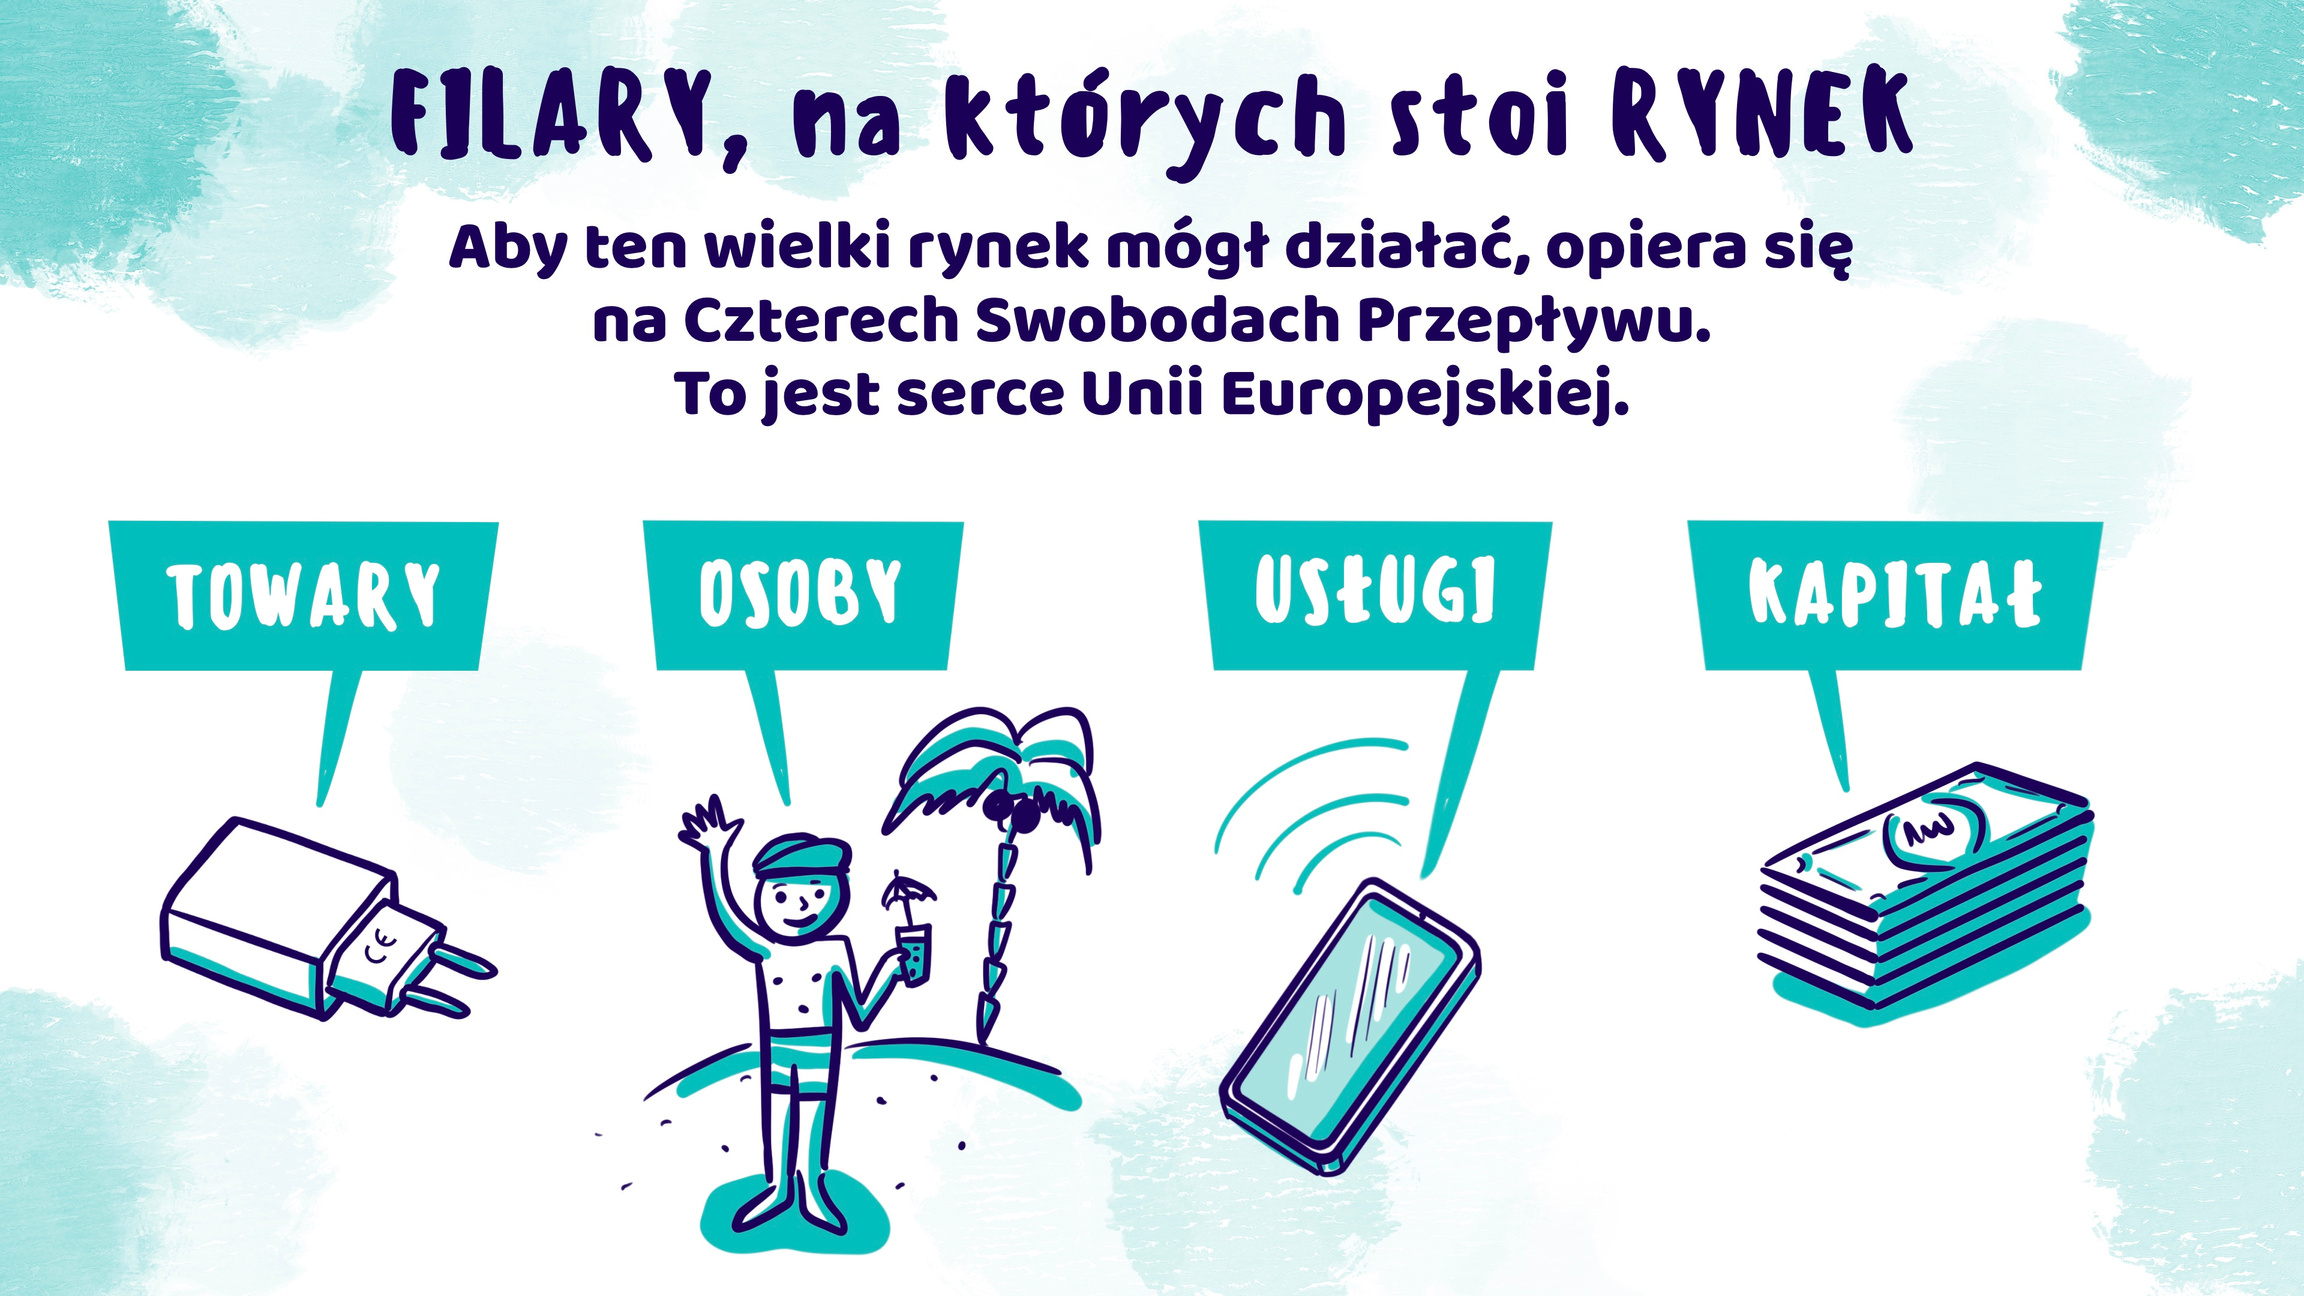 FILARY, na których stoi RYNEK
Aby ten wielki rynek mógł działać, opiera się
na Czterech Swobodach Przepływu.
To jest serce Unii Europejskiej.
TOWARY
OSOBY
USŁUGI
KAPITAŁ
CE